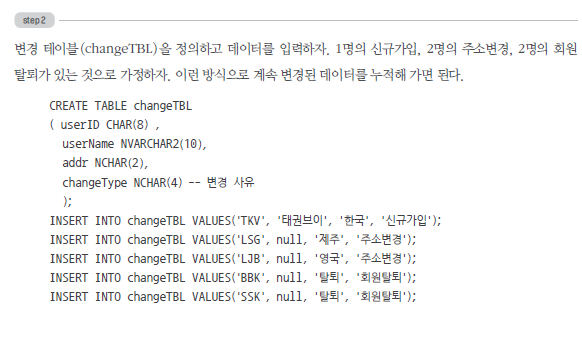 step 2
변경 테이블(changeTBL)을 정의하고 데이터를 입력하자. 1명의 신규가입, 2명의 주소변경, 2명의 회원
탈퇴가 있는 것으로 가정하자. 이런 방식으로 계속 변경된 데이터를 누적해 가면 된다.
CREATE TABLE changeTBL
( userID CHAR(8) ,
userName NVARCHAR2(10),
addr NCHAR(2),
changeType NCHAR(4) -- 변경 사유
);
INSERT INTO changeTBL VALUES('TKV', '태권브이', '한국', '신규가입');
INSERT INTO changeTBL VALUES('LSG', null, '제주', '주소변경');
INSERT INTO changeTBL VALUES('LJB', null, '영국', '주소변경');
INSERT INTO changeTBL VALUES('BBK', null, '탈퇴', '회원탈퇴');
INSERT INTO changeTBL VALUES('SSK', null, '탈퇴', '회원탈퇴');